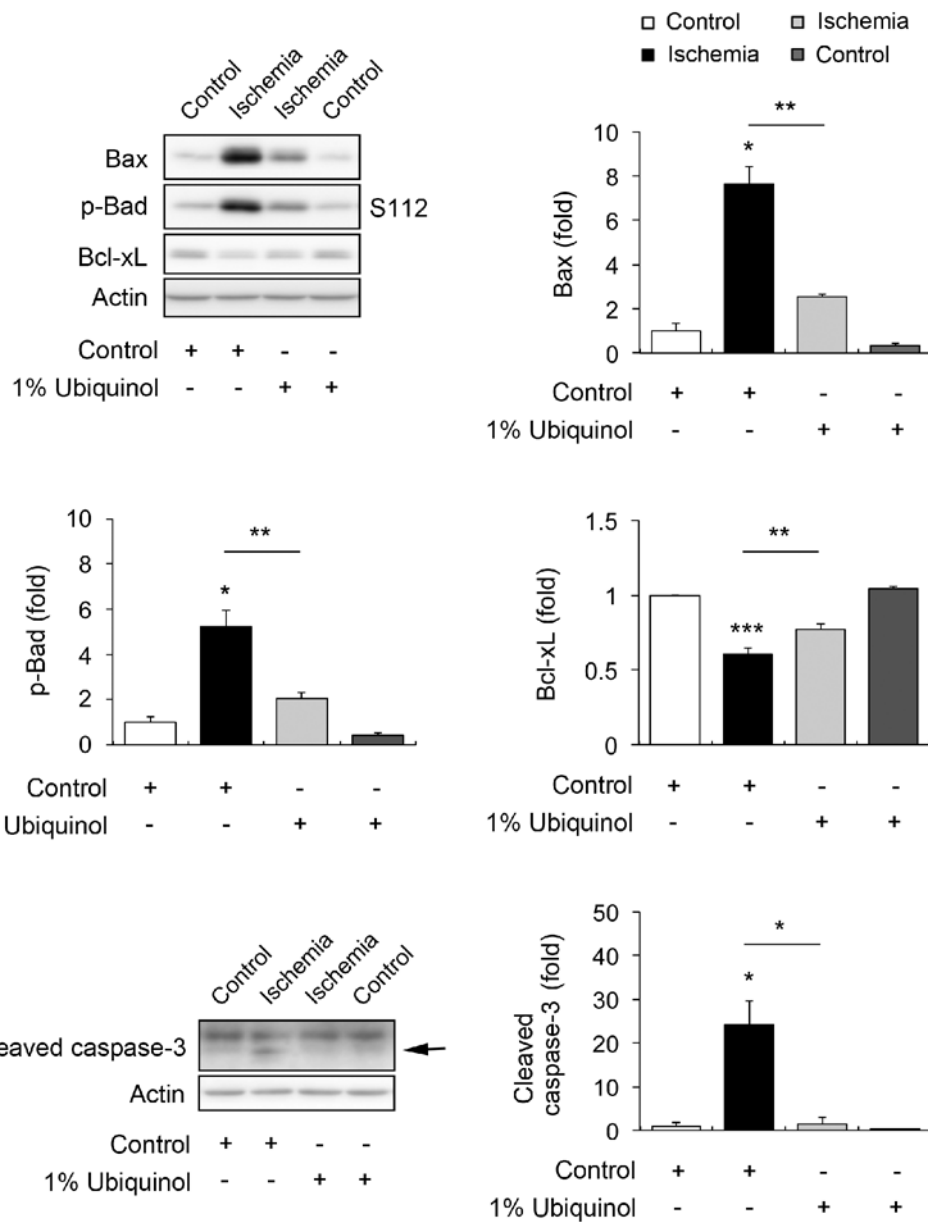 □ Control □ Ischemia
■ Ischemia ■ Control
Control Ischemia Ischemia Control
Bax
p-Bad S112
Bcl-xL
Actin
Control + + - -
1% Ubiquinol - - + +
Bax (fold)
10
8
6
4
2
0
**
*
Control + + - -
1% Ubiquinol - - + +
p-Bad (fold)
10
8
6
4
2
0
**
*
Control + + - -
Ubiquinol - - + +
Bcl-xL (fold)
1.5
1
0.5
0
**
***
Control + + - -
1% Ubiquinol - - + +
Control Ischemia Ischemia Control
eaved caspase-3
Actin
Control + + - -
1% Ubiquinol - - + +
Cleaved
caspase-3 (fold)
50
40
30
20
10
0
*
*
Control + + - -
1% Ubiquinol - - + +